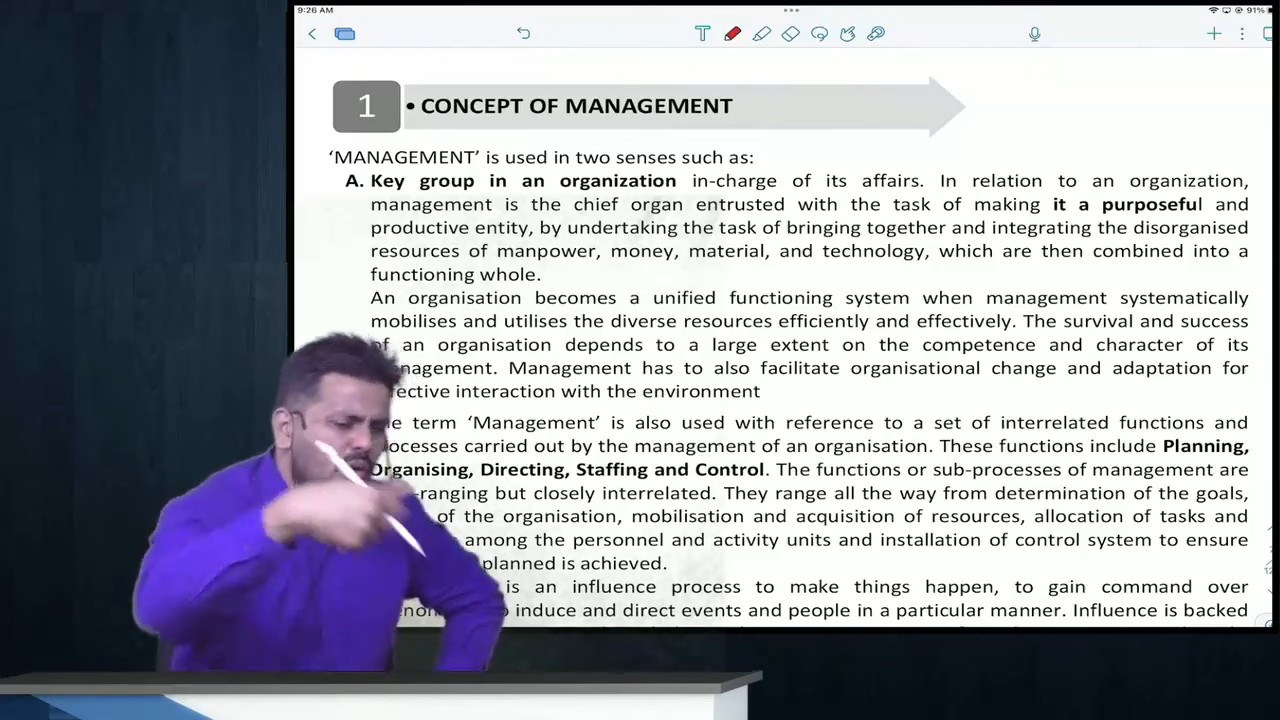 9:26 AM
91%
1 • CONCEPT OF MANAGEMENT
‘MANAGEMENT’ is used in two senses such as:
A. Key group in an organization in-charge of its affairs. In relation to an organization,
management is the chief organ entrusted with the task of making it a purposeful and
productive entity, by undertaking the task of bringing together and integrating the disorganised
resources of manpower, money, material, and technology, which are then combined into a
functioning whole.
An organisation becomes a unified functioning system when management systematically
mobilises and utilises the diverse resources efficiently and effectively. The survival and success
of an organisation depends to a large extent on the competence and character of its
Management has to also facilitate organisational change and adaptation for
interaction with the environment
term ‘Management’ is also used with reference to a set of interrelated functions and
processes carried out by the management of an organisation. These functions include Planning,
Organising, Directing, Staffing and Control. The functions or sub-processes of management are
-ranging but closely interrelated. They range all the way from determination of the goals,
of the organisation, mobilisation and acquisition of resources, allocation of tasks and
among the personnel and activity units and installation of control system to ensure
planned is achieved.
is an influence process to make things happen, to gain command over
induce and direct events and people in a particular manner. Influence is backed